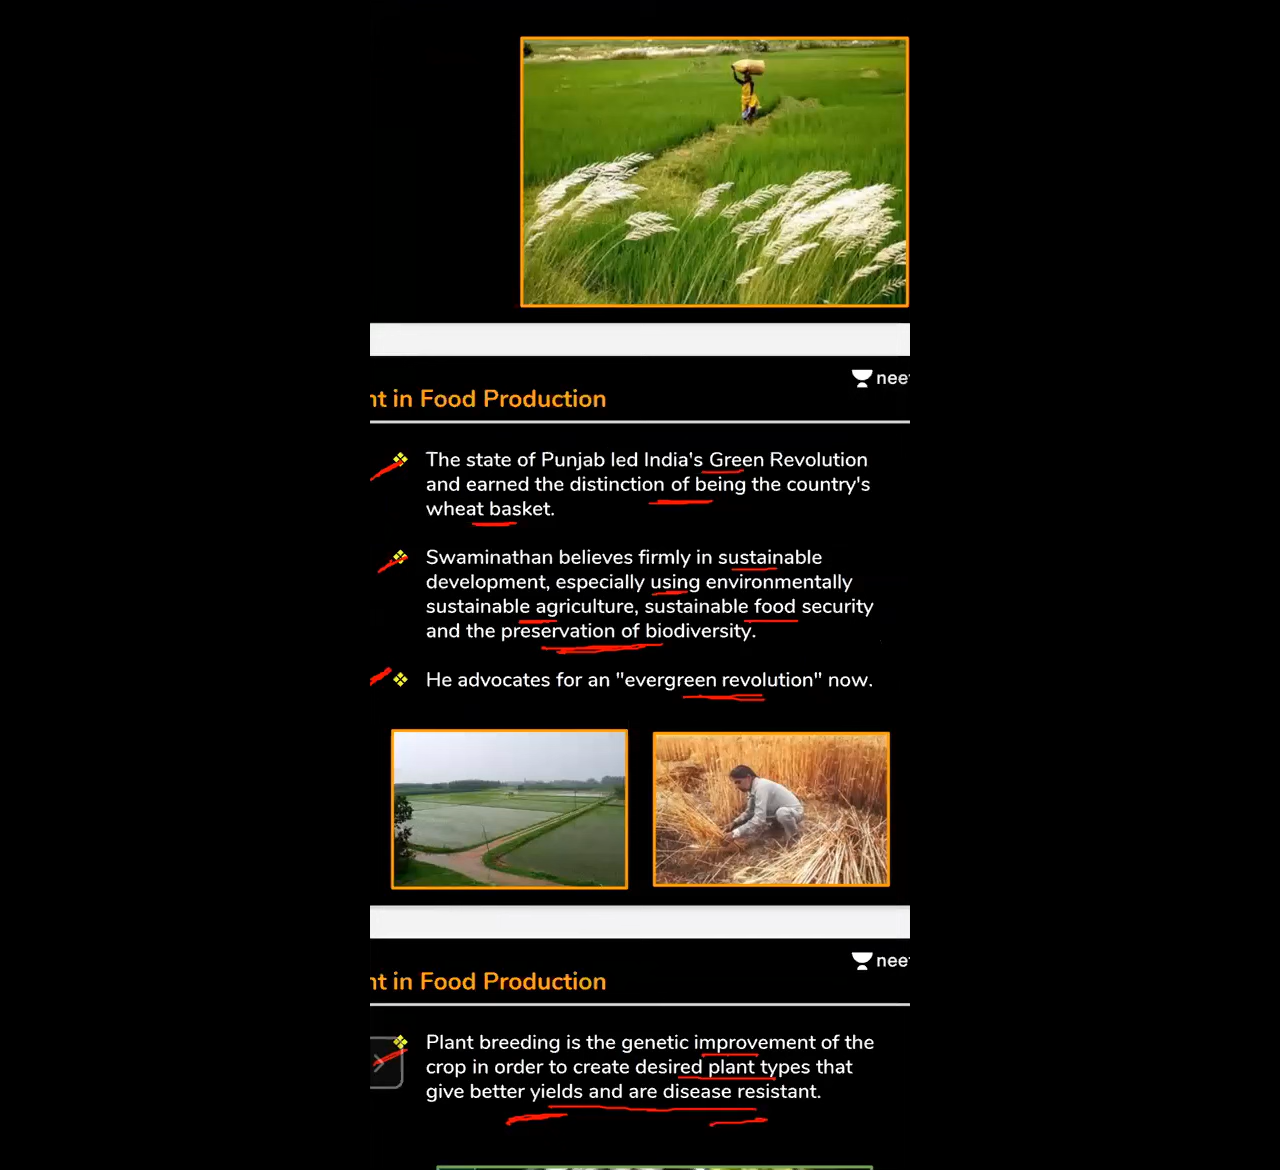 nee
nt in Food Production
The state of Punjab led India's Green Revolution
and earned the distinction of being the country's
wheat basket.
Swaminathan believes firmly in sustainable
development, especially using environmentally
sustainable agriculture, sustainable food security
and the preservation of biodiversity.
He advocates for an "evergreen revolution" now.
nee
nt in Food Production
Plant breeding is the genetic improvement of the
crop in order to create desired plant types that
give better yields and are disease resistant.